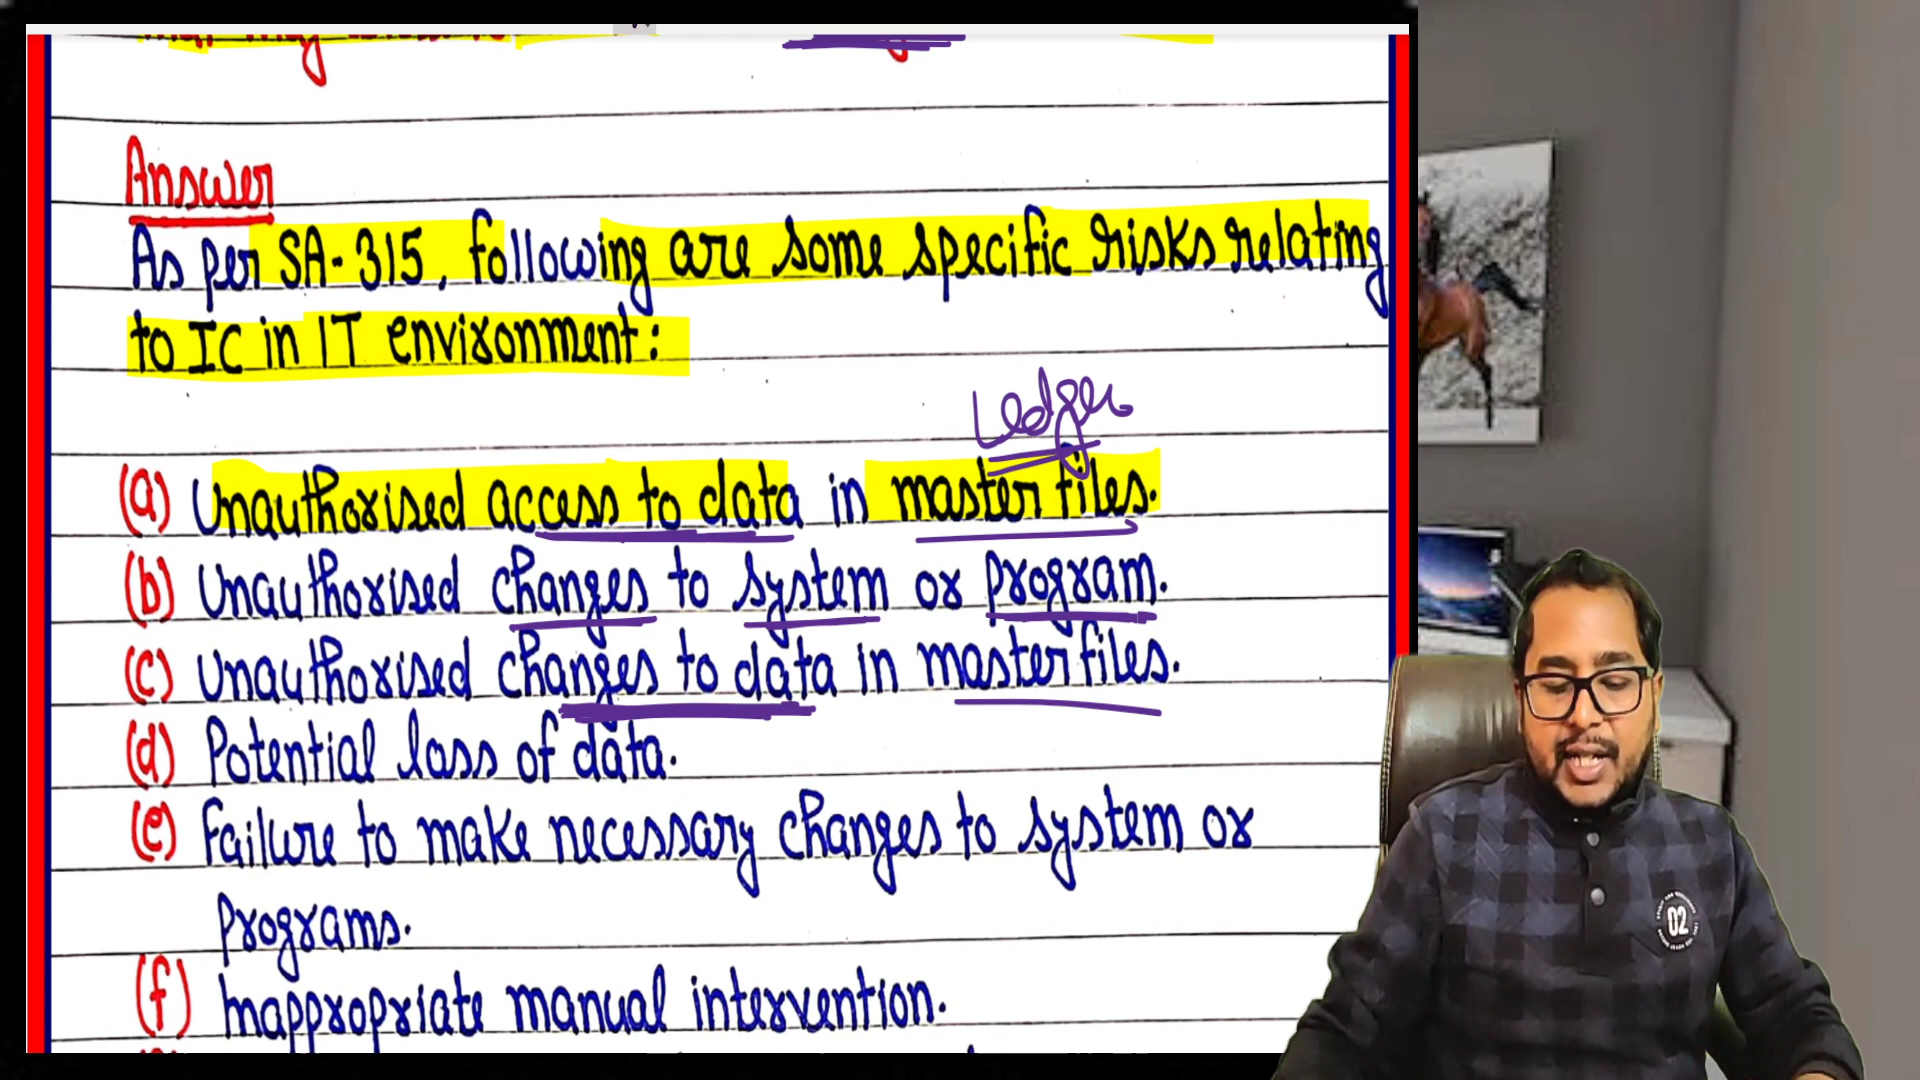 Answer
As per SA-315, following are some specific risks relating
to IC in IT environment:
Ledger
(a) Unauthorised access to data in master files.
(b) Unauthorised changes to system or program.
(c) Unauthorised changes to data in master files.
(d) Potential loss of data.
(e) Failure to make necessary changes to system or
Programs.
(f) Inappropriate manual intervention.
02